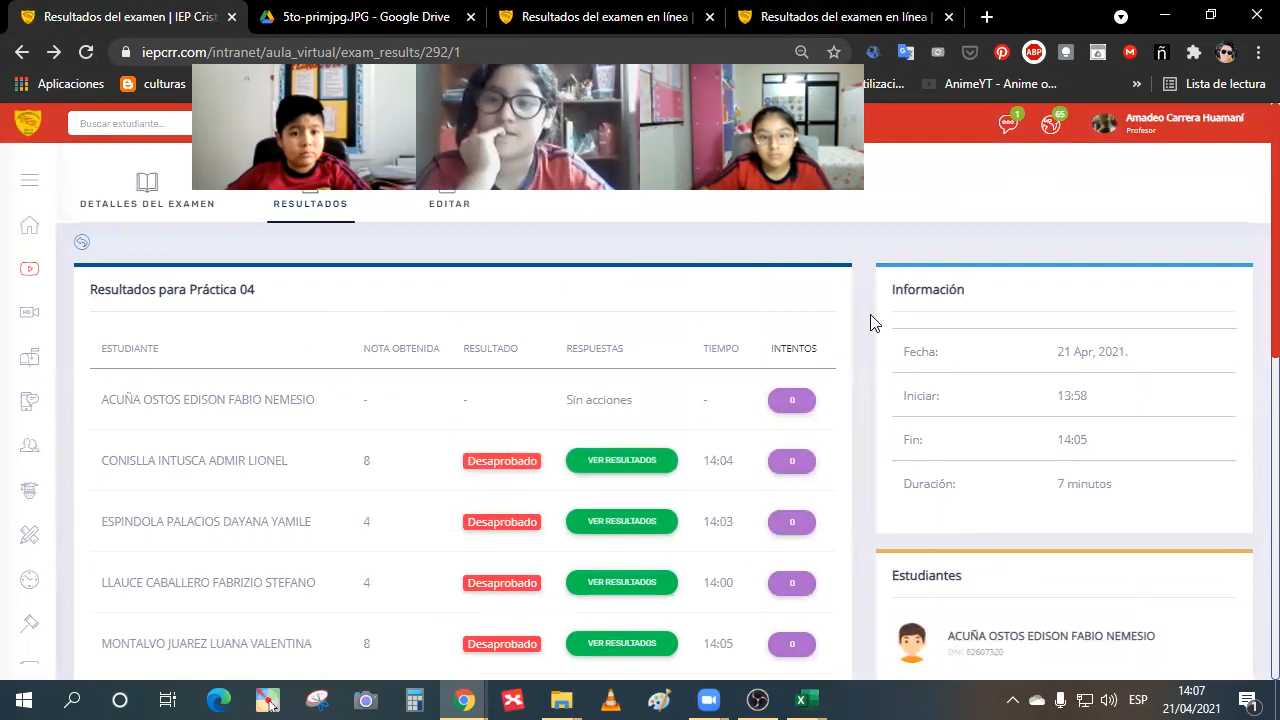 Resultados del examen | IEP Crist
5to-primjpg.JPG - Google Drive
Resultados del examen en línea |
Resultados del examen en línea |
iepcrr.com/intranet/aula_virtual/exam_results/292/1
ABP
ñ
Aplicaciones
culturas
tilizaci...
AnimeYT - Anime o...
Lista de lectura
Buscar estudiante...
1
65
Amadeo Carrera Huamaní
Profesor
DETALLES DEL EXAMEN
RESULTADOS
EDITAR
Resultados para Práctica 04
ESTUDIANTE NOTA OBTENIDA RESULTADO RESPUESTAS TIEMPO INTENTOS
ACUÑA OSTOS EDISON FABIO NEMESIO - - Sin acciones - 0
CONISLLA INTUSCA ADMIR LIONEL 8 Desaprobado VER RESULTADOS 14:04 0
ESPINDOLA PALACIOS DAYANA YAMILE 4 Desaprobado VER RESULTADOS 14:03 0
LLAUCE CABALLERO FABRIZIO STEFANO 4 Desaprobado VER RESULTADOS 14:00 0
MONTALVO JUAREZ LUANA VALENTINA 8 Desaprobado VER RESULTADOS 14:05 0
Información
Fecha: 21 Apr, 2021.
Iniciar: 13:58
Fin: 14:05
Duración: 7 minutos
Estudiantes
ACUÑA OSTOS EDISON FABIO NEMESIO
DNI: 62607320
ESP
14:07
21/04/2021
1